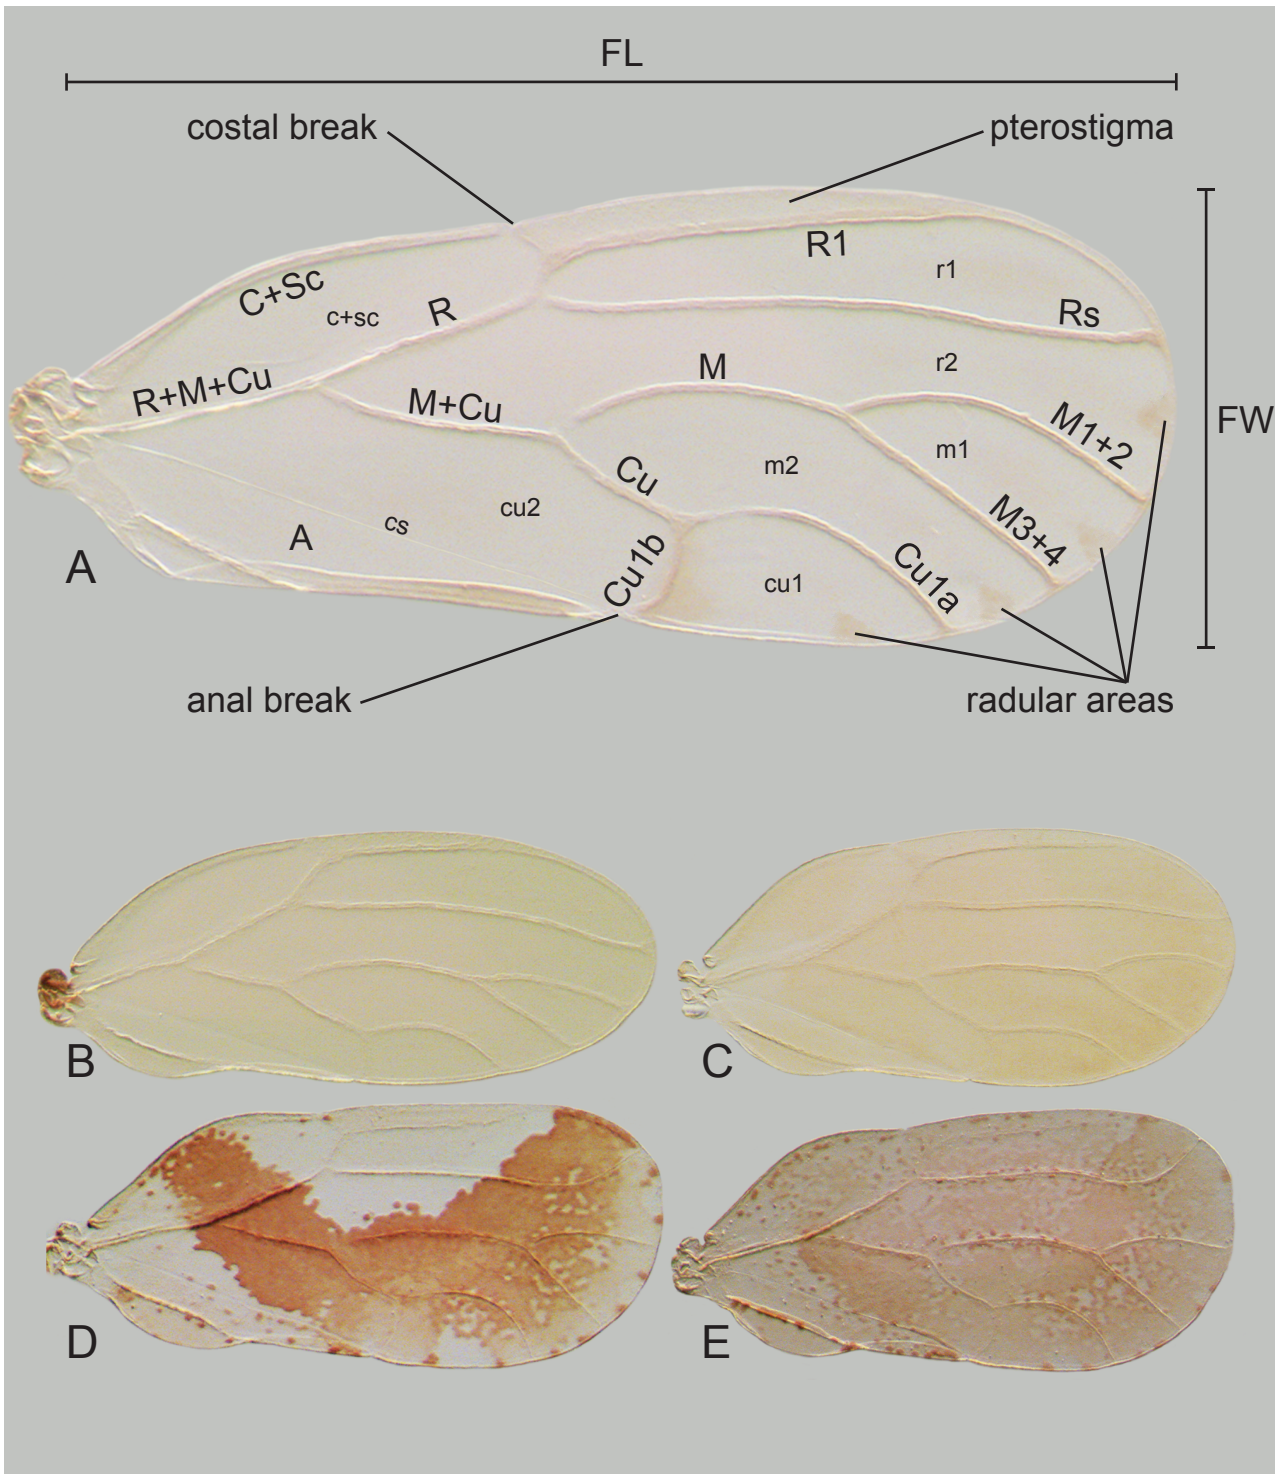 FL
costal break
pterostigma
R1
r1
C+Sc
c+sc
R
Rs
R+M+Cu
M
r2
M+Cu
M1+2
FW
m1
Cu
m2
cu2
cs
A
M3+4
A
Cu1b
cu1
Cu1a
anal break
radular areas
B
C
D
E